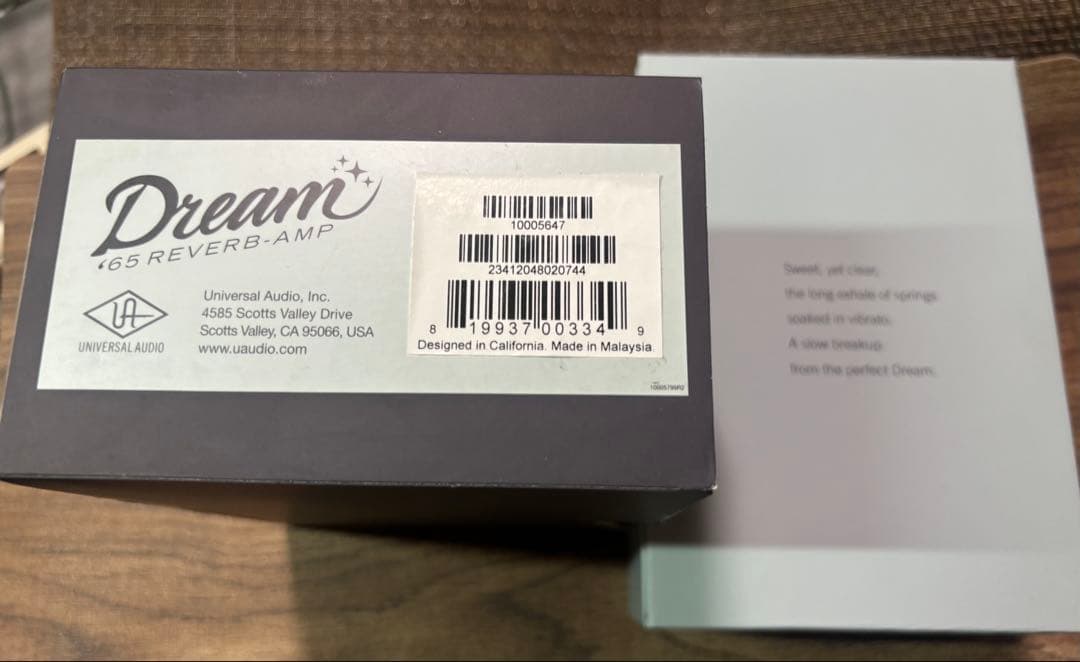 Dream
'65 REVERB-AMP
UA
UNIVERSAL AUDIO
Universal Audio, Inc.
4585 Scotts Valley Drive
Scotts Valley, CA 95066, USA
www.uaudio.com
10005647
23412048020744
8 19937 00334 9
Designed in California. Made in Malaysia.
Sweet, yet clear,
the long exhale of springs
soaked in vibrato.
A slow breakup
from the perfect Dream.